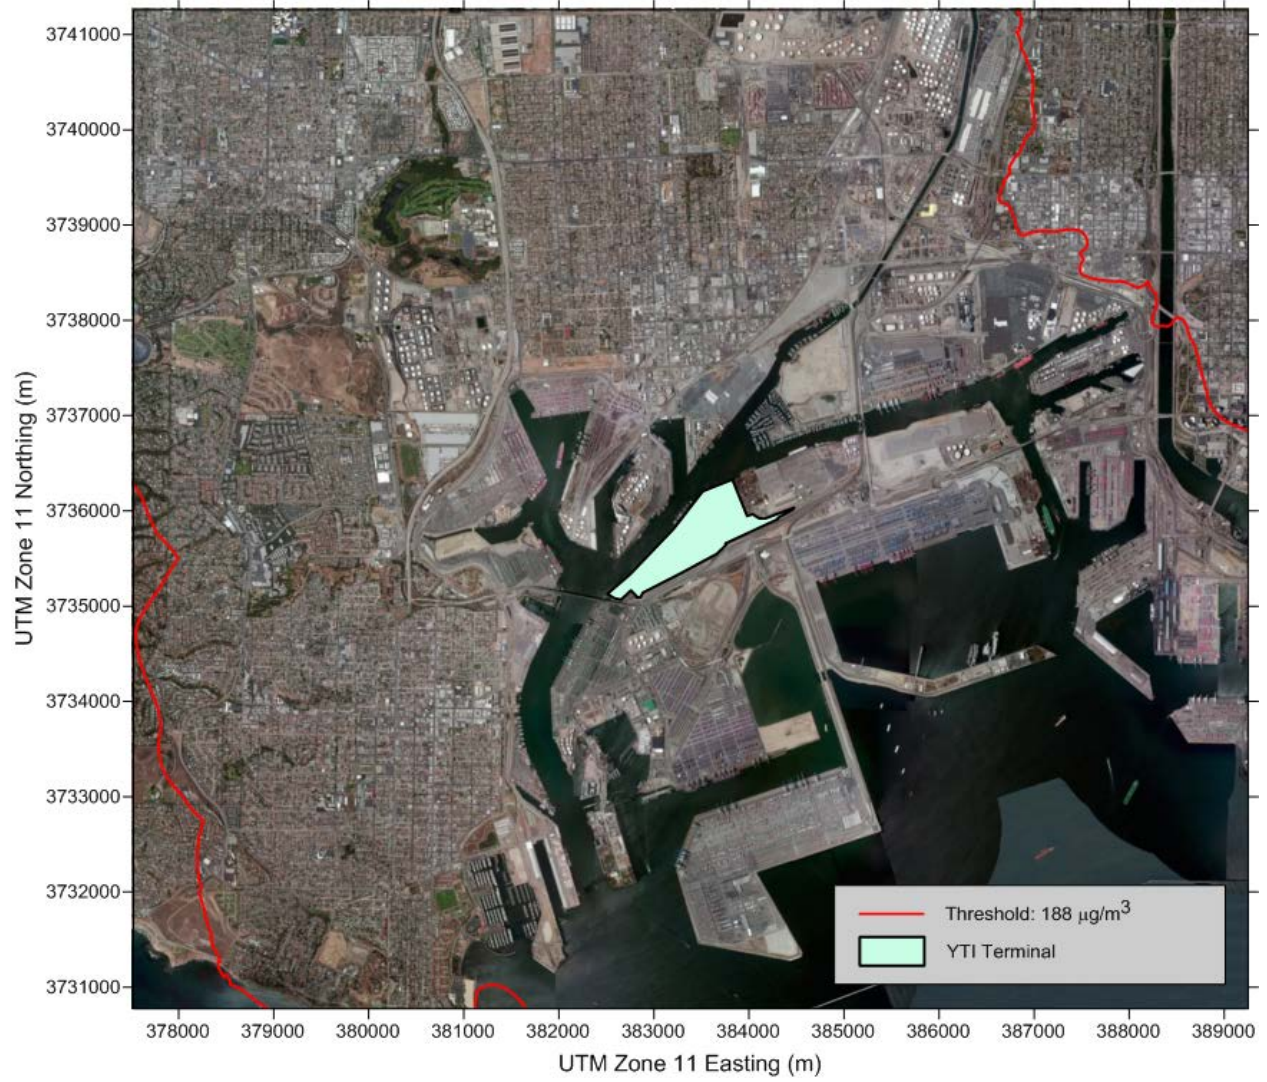 3741000
3740000
3739000
3738000
3737000
3736000
3735000
3734000
3733000
3732000
3731000
UTM Zone 11 Northing (m)
378000 379000 380000 381000 382000 383000 384000 385000 386000 387000 388000 389000
UTM Zone 11 Easting (m)
Threshold: 188 μg/m³
YTI Terminal